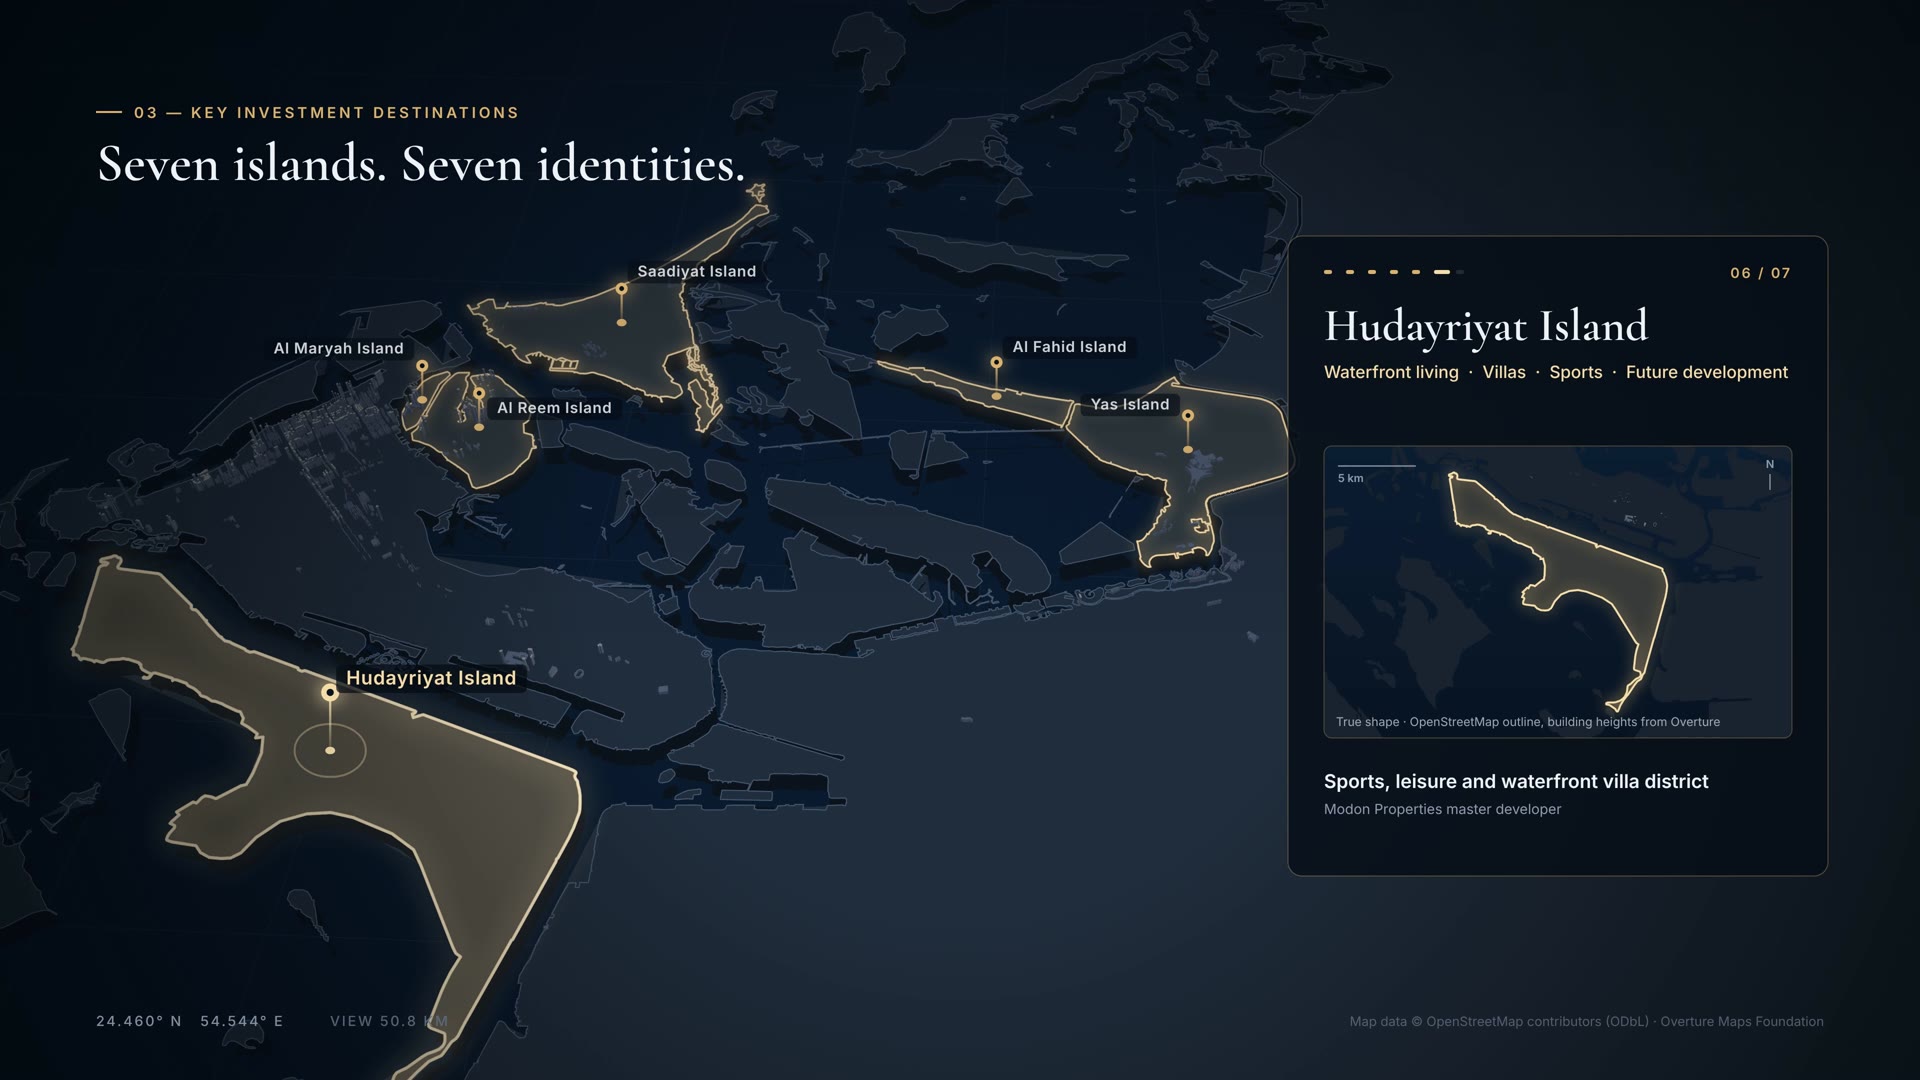 03 — KEY INVESTMENT DESTINATIONS
Seven islands. Seven identities.
Saadiyat Island
Al Maryah Island
Al Fahid Island
Al Reem Island
Yas Island
Hudayriyat Island
06 / 07
Hudayriyat Island
Waterfront living · Villas · Sports · Future development
5 km
N
True shape · OpenStreetMap outline, building heights from Overture
Sports, leisure and waterfront villa district
Modon Properties master developer
24.460° N 54.544° E VIEW 50.8 KM
Map data © OpenStreetMap contributors (ODbL) · Overture Maps Foundation